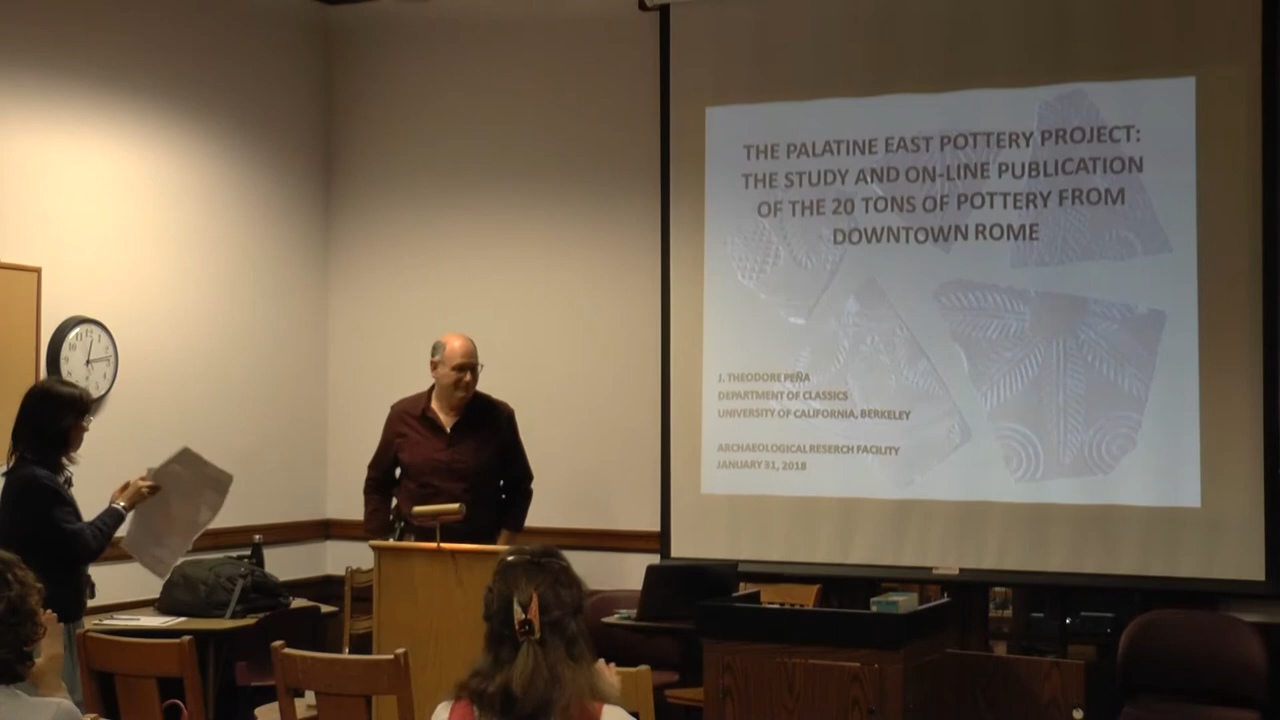 THE PALATINE EAST POTTERY PROJECT:
THE STUDY AND ON-LINE PUBLICATION
OF THE 20 TONS OF POTTERY FROM
DOWNTOWN ROME
J. THEODORE PEÑA
DEPARTMENT OF CLASSICS
UNIVERSITY OF CALIFORNIA, BERKELEY
ARCHAEOLOGICAL RESERCH FACILITY
JANUARY 31, 2018